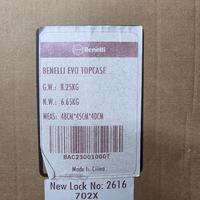 Benelli
BENELLI EVO TOPCASE
G.W.: 8.25KG
N.W.: 6.65KG
MEAS: 48CM*45CM*40CM
BAC23001000T
Made in China
New Lock No: 2616
702X